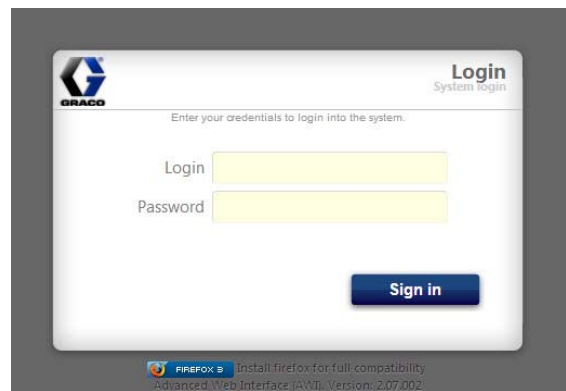 GRACO
Login
System login
Enter your credentials to login into the system.
Login
Password
Sign in
FIREFOX 3 Install firefox for full compatibility
Advanced Web Interface (AWI). Version: 2.07.002